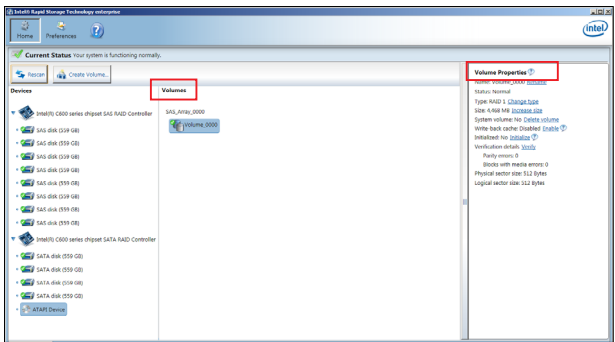 Intel® Rapid Storage Technology enterprise
Home
Preferences
intel
Current Status Your system is functioning normally.
Rescan
Create Volume...
Devices
Volumes
Intel(R) C600 series chipset SAS RAID Controller
SAS disk (559 GB)
SAS disk (559 GB)
SAS disk (559 GB)
SAS disk (559 GB)
SAS disk (559 GB)
SAS disk (559 GB)
SAS disk (559 GB)
SAS disk (559 GB)
Intel(R) C600 series chipset SATA RAID Controller
SATA disk (559 GB)
SATA disk (559 GB)
SATA disk (559 GB)
SATA disk (559 GB)
ATAPI Device
SAS_Array_0000
Volume_0000
Volume Properties ?
Name: Volume_0000 Rename
Status: Normal
Type: RAID 1 Change type
Size: 4,468 MB Increase size
System volume: No Delete volume
Write-back cache: Disabled Enable ?
Initialized: No Initialize ?
Verification details Verify
Parity errors: 0
Blocks with media errors: 0
Physical sector size: 512 Bytes
Logical sector size: 512 Bytes